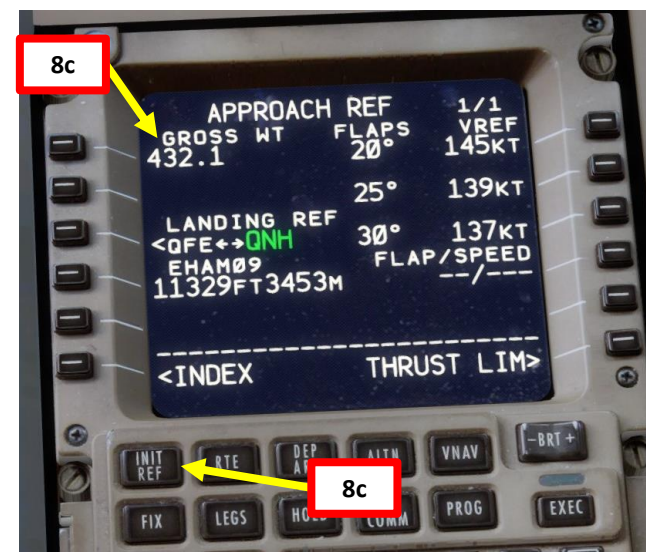 8c
APPROACH REF 1/1
GROSS WT FLAPS VREF
432.1 20° 145KT
25° 139KT
LANDING REF
<QFE↔QNH 30° 137KT
EHAM09 FLAP/SPEED
11329FT3453M --/---
<INDEX THRUST LIM>
INIT REF RTE DEP ALTN VNAV -BRT+
8c
FIX LEGS HOLD COMM PROG EXEC